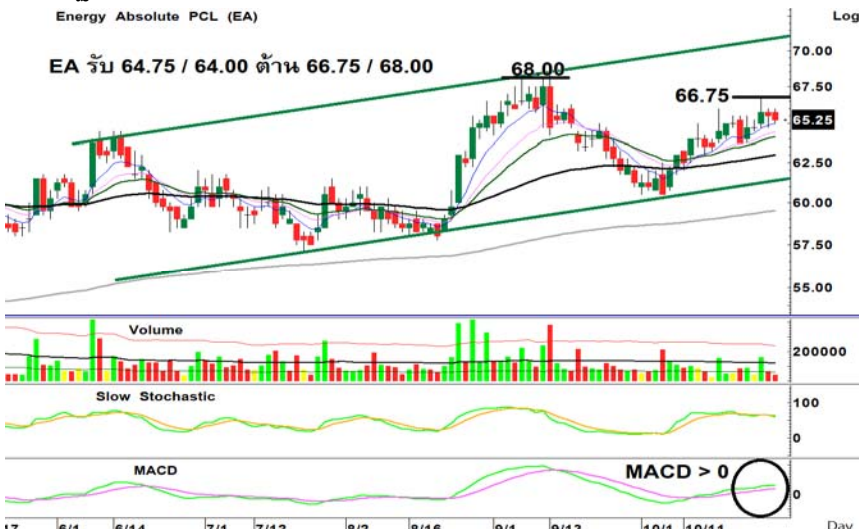 Energy Absolute PCL (EA)
Log
EA รับ 64.75 / 64.00 ต้าน 66.75 / 68.00
70.00
68.00
67.50
66.75
65.25
62.50
60.00
57.50
55.00
Volume
200000
Slow Stochastic
100
0
MACD
MACD > 0
0
17 6/1 6/14 7/1 7/12 8/2 8/16 9/1 9/13 10/1 10/11 Day